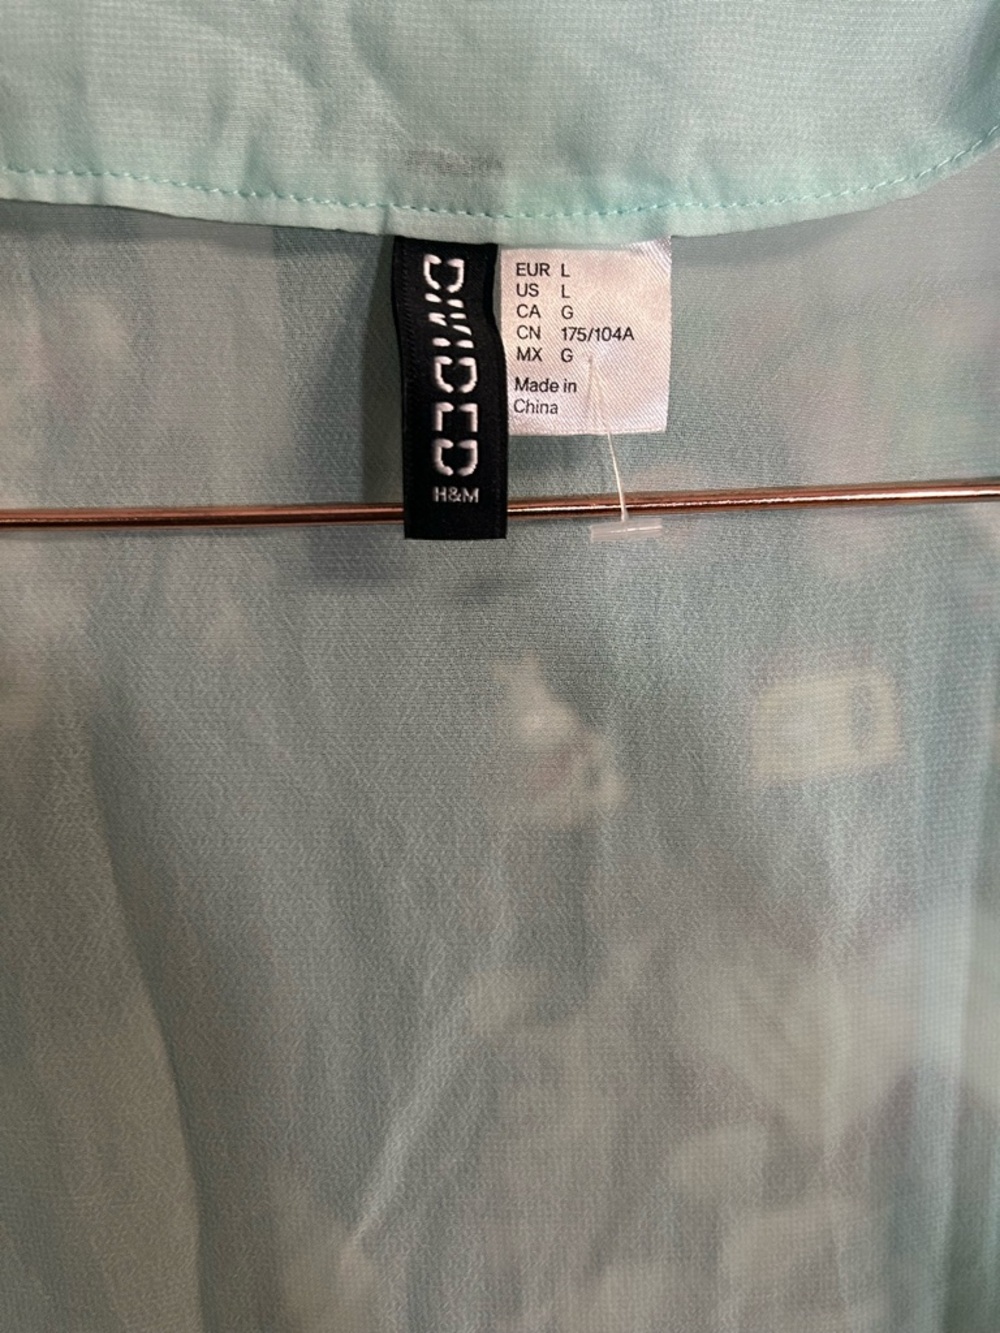 DIVIDED
H&M
EUR L
US L
CA G
CN 175/104A
MX G
Made in
China